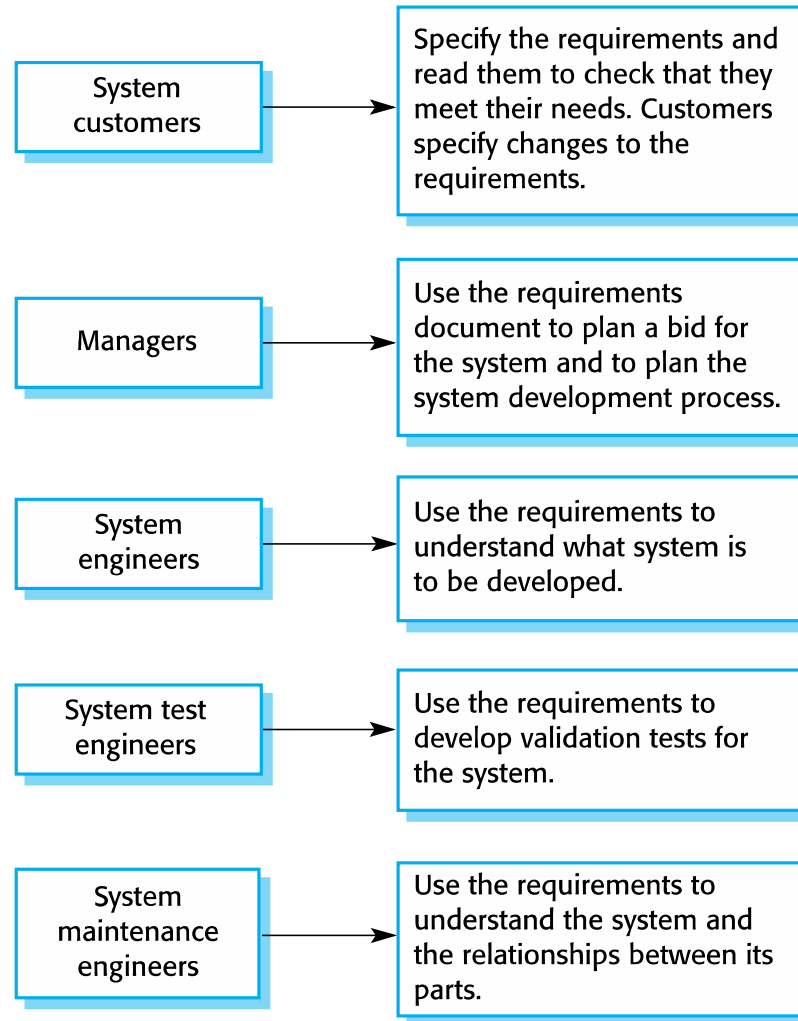 System
customers
Specify the requirements and
read them to check that they
meet their needs. Customers
specify changes to the
requirements.
Managers
Use the requirements
document to plan a bid for
the system and to plan the
system development process.
System
engineers
Use the requirements to
understand what system is
to be developed.
System test
engineers
Use the requirements to
develop validation tests for
the system.
System
maintenance
engineers
Use the requirements to
understand the system and
the relationships between its
parts.